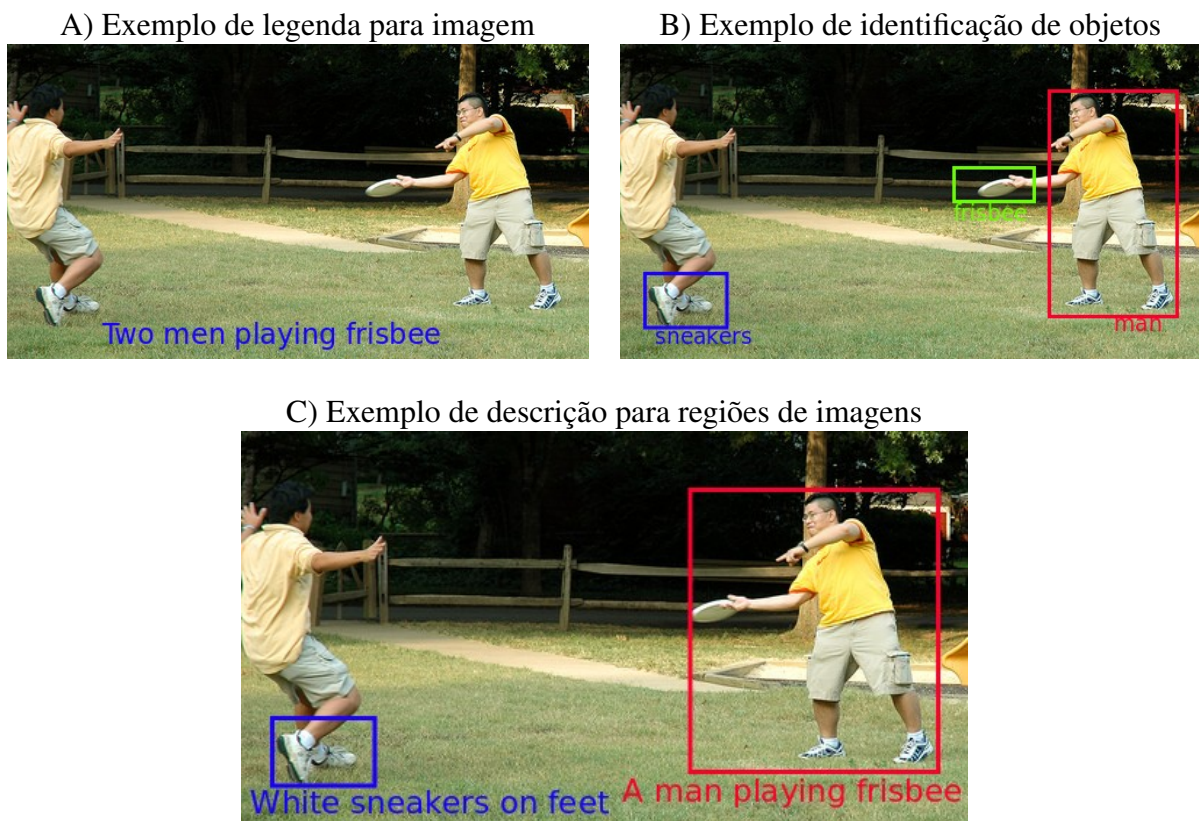 A) Exemplo de legenda para imagem
Two men playing frisbee
B) Exemplo de identificação de objetos
frisbee
man
sneakers
C) Exemplo de descrição para regiões de imagens
White sneakers on feet
A man playing frisbee